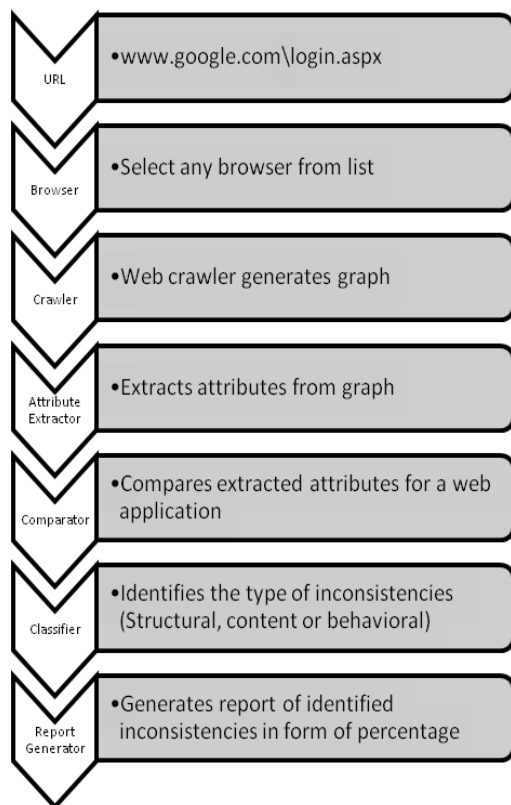 URL
•www.google.com\login.aspx
Browser
•Select any browser from list
Crawler
•Web crawler generates graph
Attribute
Extractor
•Extracts attributes from graph
Comparator
•Compares extracted attributes for a web
application
Classifier
•Identifies the type of inconsistencies
(Structural, content or behavioral)
Report
Generator
•Generates report of identified
inconsistencies in form of percentage